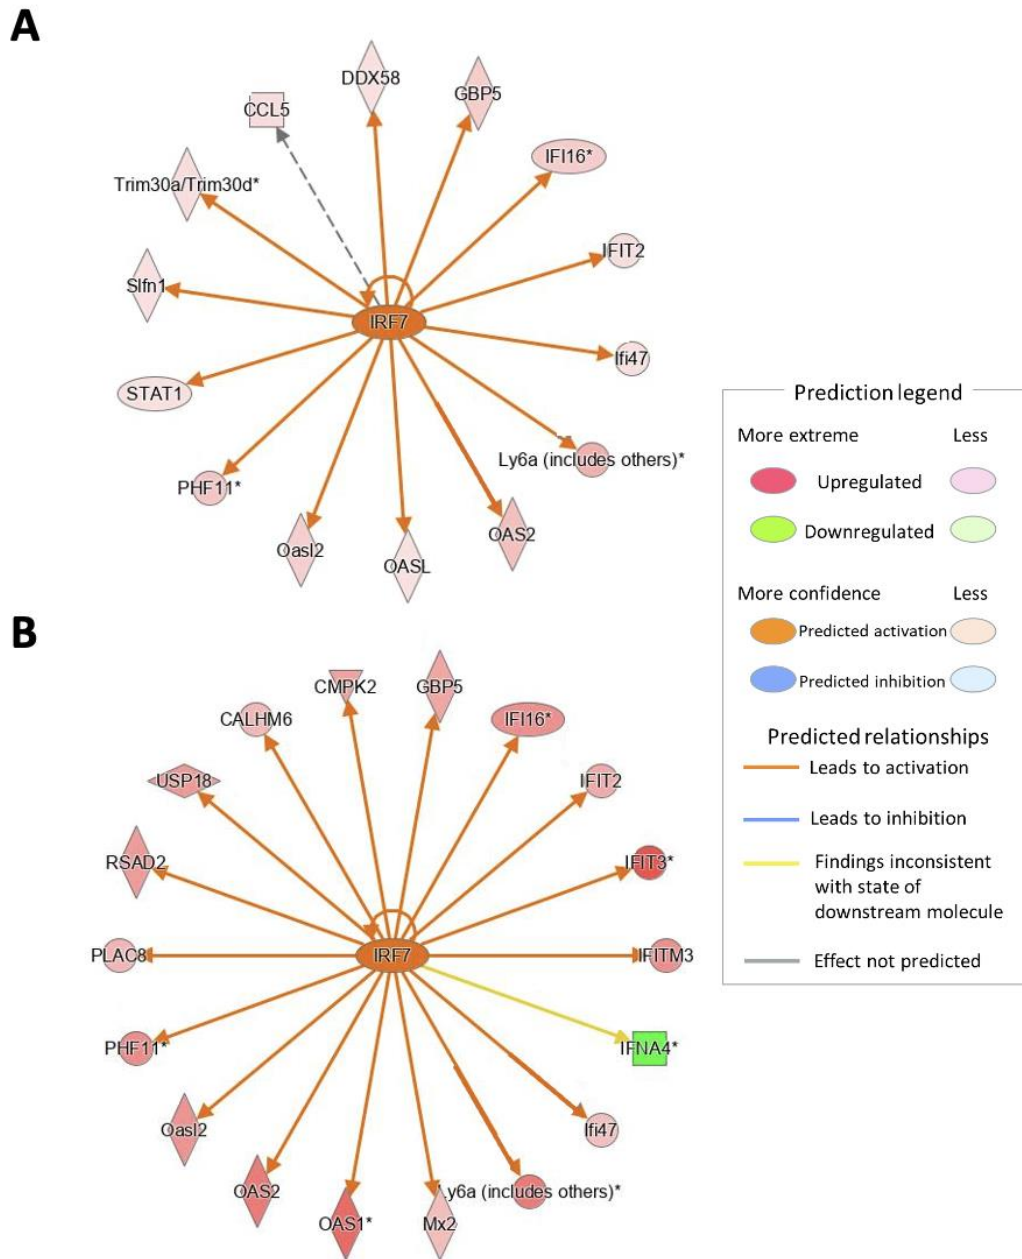 A
DDX58
GBP5
CCL5
IFI16*
Trim30a/Trim30d*
IFIT2
Slfn1
IRF7
Ifi47
STAT1
Ly6a (includes others)*
PHF11*
OAS2
Oasl2
OASL
Prediction legend
More extreme Less
Upregulated
Downregulated
More confidence Less
Predicted activation
Predicted inhibition
Predicted relationships
Leads to activation
Leads to inhibition
Findings inconsistent
with state of
downstream molecule
Effect not predicted
B
CMPK2
GBP5
CALHM6
IFI16*
USP18
IFIT2
RSAD2
IFIT3*
PLAC8
IRF7
IFITM3
PHF11*
IFNA4*
Oasl2
Ifi47
OAS2
Ly6a (includes others)*
OAS1*
Mx2